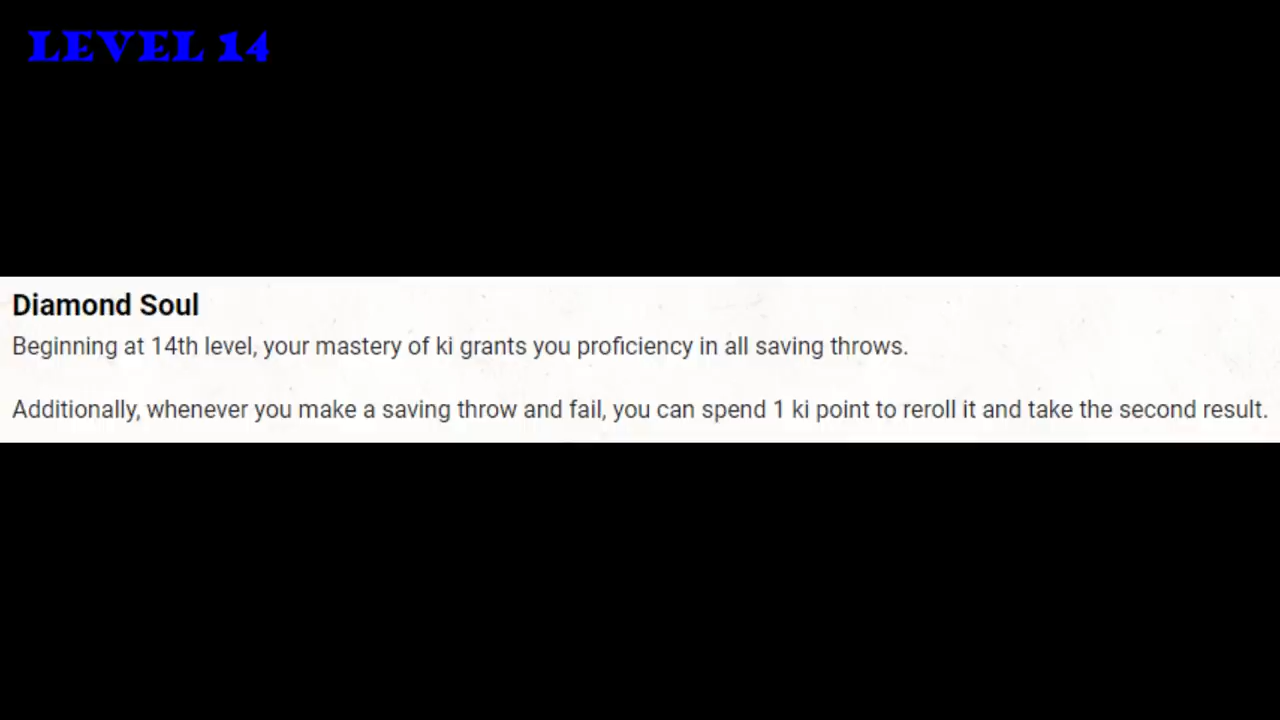 LEVEL 14
Diamond Soul
Beginning at 14th level, your mastery of ki grants you proficiency in all saving throws.
Additionally, whenever you make a saving throw and fail, you can spend 1 ki point to reroll it and take the second result.